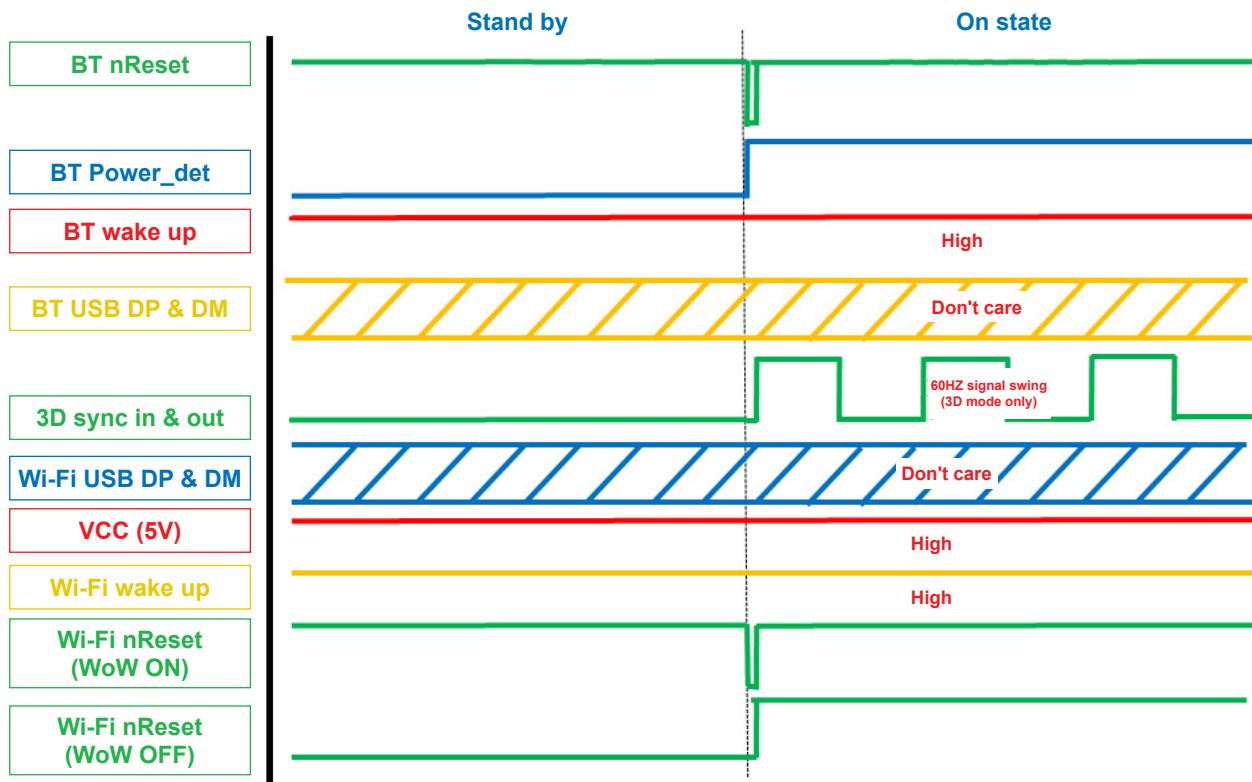 Stand by
On state
BT nReset
BT Power_det
BT wake up
High
BT USB DP & DM
Don't care
3D sync in & out
60HZ signal swing
(3D mode only)
Wi-Fi USB DP & DM
Don't care
VCC (5V)
High
Wi-Fi wake up
High
Wi-Fi nReset
(WoW ON)
Wi-Fi nReset
(WoW OFF)